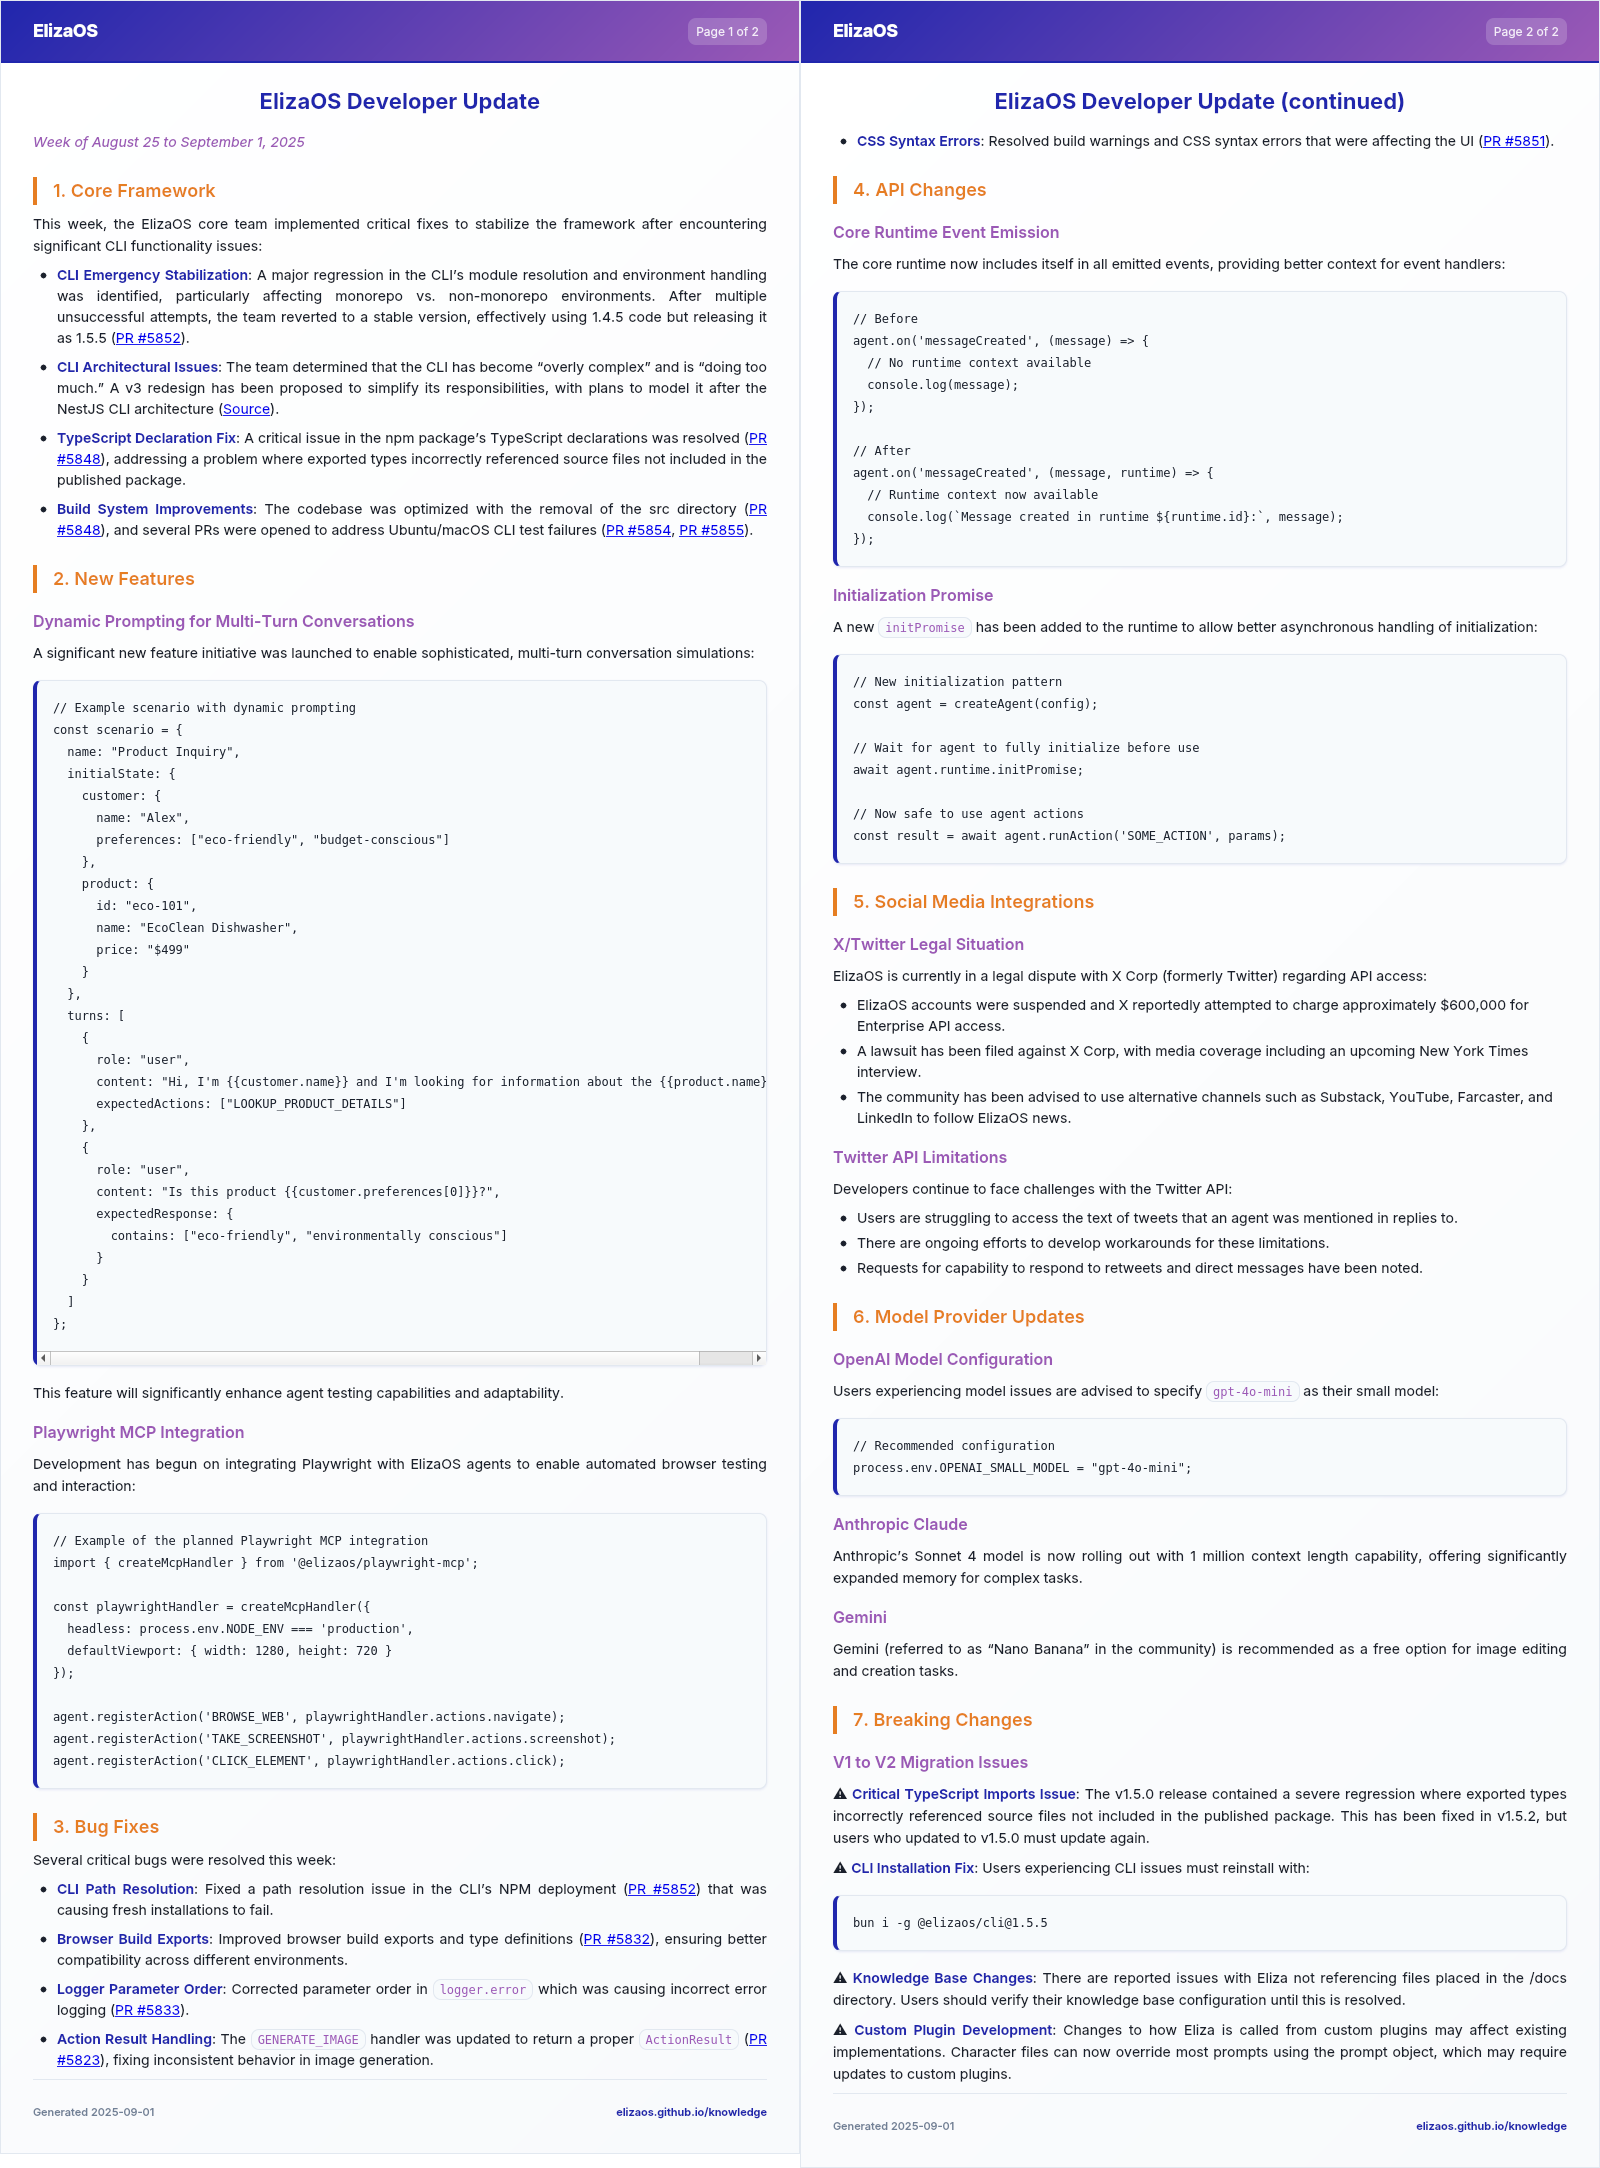 ElizaOS
Page 1 of 2
ElizaOS Developer Update
Week of August 25 to September 1, 2025
1. Core Framework
This week, the ElizaOS core team implemented critical fixes to stabilize the framework after encountering
significant CLI functionality issues:
• CLI Emergency Stabilization: A major regression in the CLI’s module resolution and environment handling
was identified, particularly affecting monorepo vs. non-monorepo environments. After multiple
unsuccessful attempts, the team reverted to a stable version, effectively using 1.4.5 code but releasing it
as 1.5.5 (PR #5852).
• CLI Architectural Issues: The team determined that the CLI has become “overly complex” and is “doing too
much.” A v3 redesign has been proposed to simplify its responsibilities, with plans to model it after the
NestJS CLI architecture (Source).
• TypeScript Declaration Fix: A critical issue in the npm package’s TypeScript declarations was resolved (PR
#5848), addressing a problem where exported types incorrectly referenced source files not included in the
published package.
• Build System Improvements: The codebase was optimized with the removal of the src directory (PR
#5848), and several PRs were opened to address Ubuntu/macOS CLI test failures (PR #5854, PR #5855).
2. New Features
Dynamic Prompting for Multi-Turn Conversations
A significant new feature initiative was launched to enable sophisticated, multi-turn conversation simulations:
// Example scenario with dynamic prompting
const scenario = {
  name: "Product Inquiry",
  initialState: {
    customer: {
      name: "Alex",
      preferences: ["eco-friendly", "budget-conscious"]
    },
    product: {
      id: "eco-101",
      name: "EcoClean Dishwasher",
      price: "$499"
    }
  },
  turns: [
    {
      role: "user",
      content: "Hi, I'm {{customer.name}} and I'm looking for information about the {{product.name}
      expectedActions: ["LOOKUP_PRODUCT_DETAILS"]
    },
    {
      role: "user",
      content: "Is this product {{customer.preferences[0]}}?",
      expectedResponse: {
        contains: ["eco-friendly", "environmentally conscious"]
      }
    }
  ]
};
This feature will significantly enhance agent testing capabilities and adaptability.
Playwright MCP Integration
Development has begun on integrating Playwright with ElizaOS agents to enable automated browser testing
and interaction:
// Example of the planned Playwright MCP integration
import { createMcpHandler } from '@elizaos/playwright-mcp';
const playwrightHandler = createMcpHandler({
  headless: process.env.NODE_ENV === 'production',
  defaultViewport: { width: 1280, height: 720 }
});
agent.registerAction('BROWSE_WEB', playwrightHandler.actions.navigate);
agent.registerAction('TAKE_SCREENSHOT', playwrightHandler.actions.screenshot);
agent.registerAction('CLICK_ELEMENT', playwrightHandler.actions.click);
3. Bug Fixes
Several critical bugs were resolved this week:
• CLI Path Resolution: Fixed a path resolution issue in the CLI’s NPM deployment (PR #5852) that was
causing fresh installations to fail.
• Browser Build Exports: Improved browser build exports and type definitions (PR #5832), ensuring better
compatibility across different environments.
• Logger Parameter Order: Corrected parameter order in logger.error which was causing incorrect error
logging (PR #5833).
• Action Result Handling: The GENERATE_IMAGE handler was updated to return a proper ActionResult (PR
#5823), fixing inconsistent behavior in image generation.
Generated 2025-09-01
elizaos.github.io/knowledge
ElizaOS
Page 2 of 2
ElizaOS Developer Update (continued)
• CSS Syntax Errors: Resolved build warnings and CSS syntax errors that were affecting the UI (PR #5851).
4. API Changes
Core Runtime Event Emission
The core runtime now includes itself in all emitted events, providing better context for event handlers:
// Before
agent.on('messageCreated', (message) => {
  // No runtime context available
  console.log(message);
});
// After
agent.on('messageCreated', (message, runtime) => {
  // Runtime context now available
  console.log(`Message created in runtime ${runtime.id}:`, message);
});
Initialization Promise
A new initPromise has been added to the runtime to allow better asynchronous handling of initialization:
// New initialization pattern
const agent = createAgent(config);
// Wait for agent to fully initialize before use
await agent.runtime.initPromise;
// Now safe to use agent actions
const result = await agent.runAction('SOME_ACTION', params);
5. Social Media Integrations
X/Twitter Legal Situation
ElizaOS is currently in a legal dispute with X Corp (formerly Twitter) regarding API access:
• ElizaOS accounts were suspended and X reportedly attempted to charge approximately $600,000 for
Enterprise API access.
• A lawsuit has been filed against X Corp, with media coverage including an upcoming New York Times
interview.
• The community has been advised to use alternative channels such as Substack, YouTube, Farcaster, and
LinkedIn to follow ElizaOS news.
Twitter API Limitations
Developers continue to face challenges with the Twitter API:
• Users are struggling to access the text of tweets that an agent was mentioned in replies to.
• There are ongoing efforts to develop workarounds for these limitations.
• Requests for capability to respond to retweets and direct messages have been noted.
6. Model Provider Updates
OpenAI Model Configuration
Users experiencing model issues are advised to specify gpt-4o-mini as their small model:
// Recommended configuration
process.env.OPENAI_SMALL_MODEL = "gpt-4o-mini";
Anthropic Claude
Anthropic’s Sonnet 4 model is now rolling out with 1 million context length capability, offering significantly
expanded memory for complex tasks.
Gemini
Gemini (referred to as “Nano Banana” in the community) is recommended as a free option for image editing
and creation tasks.
7. Breaking Changes
V1 to V2 Migration Issues
⚠ Critical TypeScript Imports Issue: The v1.5.0 release contained a severe regression where exported types
incorrectly referenced source files not included in the published package. This has been fixed in v1.5.2, but
users who updated to v1.5.0 must update again.
⚠ CLI Installation Fix: Users experiencing CLI issues must reinstall with:
bun i -g @elizaos/cli@1.5.5
⚠ Knowledge Base Changes: There are reported issues with Eliza not referencing files placed in the /docs
directory. Users should verify their knowledge base configuration until this is resolved.
⚠ Custom Plugin Development: Changes to how Eliza is called from custom plugins may affect existing
implementations. Character files can now override most prompts using the prompt object, which may require
updates to custom plugins.
Generated 2025-09-01
elizaos.github.io/knowledge